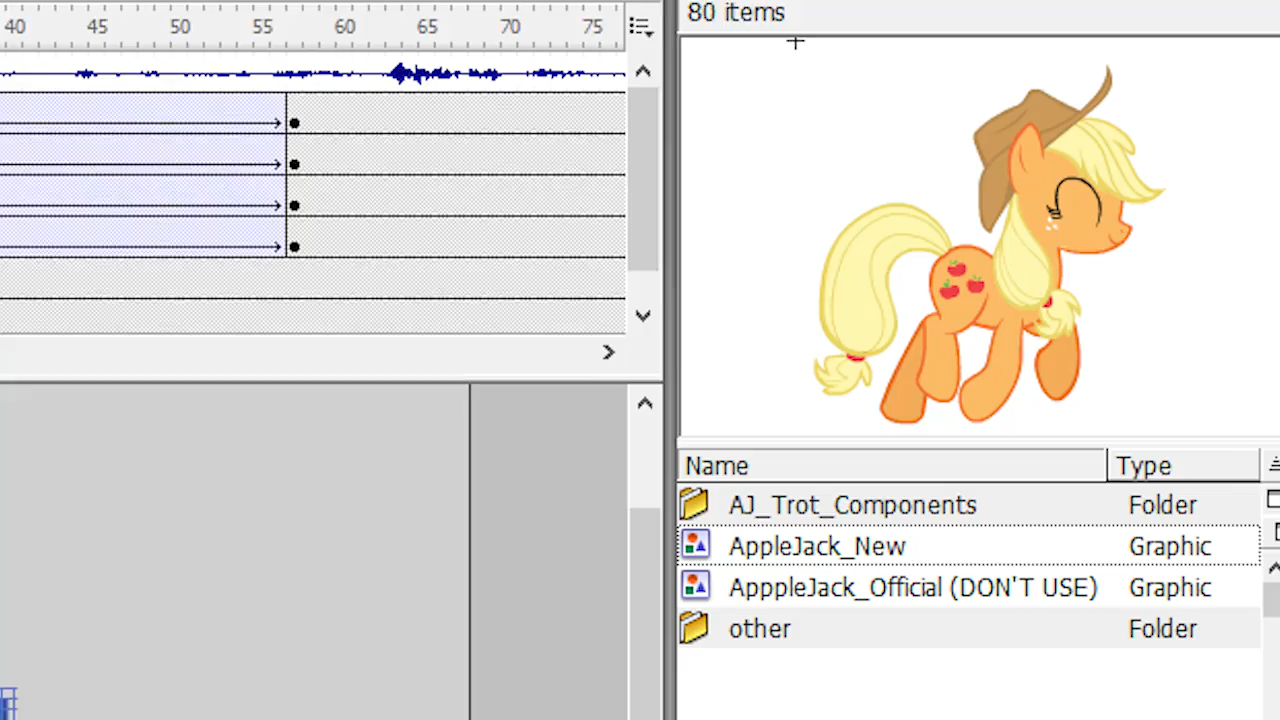 40 45 50 55 60 65 70 75
80 items
Name Type
AJ_Trot_Components Folder
AppleJack_New Graphic
ApppleJack_Official (DON'T USE) Graphic
other Folder